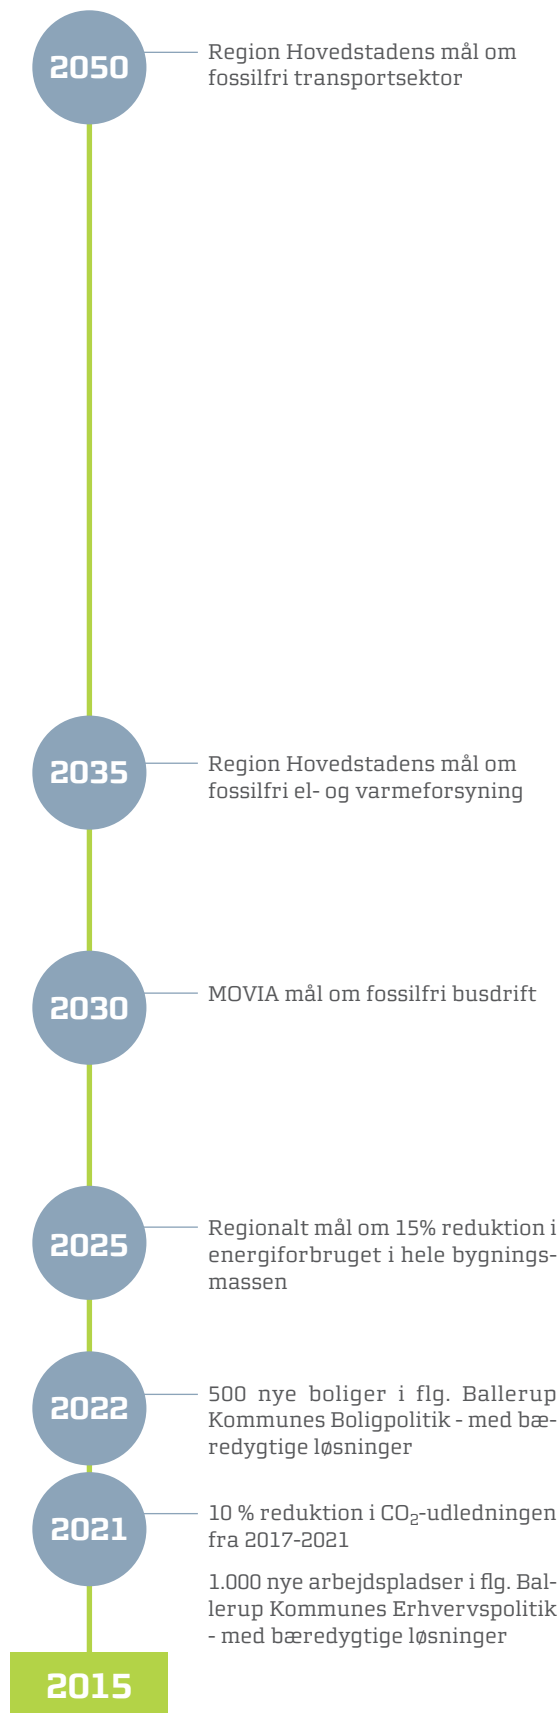 2050
Region Hovedstadens mål om
fossilfri transportsektor
2035
Region Hovedstadens mål om
fossilfri el- og varmeforsyning
2030
MOVIA mål om fossilfri busdrift
2025
Regionalt mål om 15% reduktion i
energiforbruget i hele bygnings-
massen
2022
500 nye boliger i flg. Ballerup
Kommunes Boligpolitik - med bæ-
redygtige løsninger
2021
10 % reduktion i CO₂-udledningen
fra 2017-2021
1.000 nye arbejdspladser i flg. Bal-
lerup Kommunes Erhvervspolitik
- med bæredygtige løsninger
2015